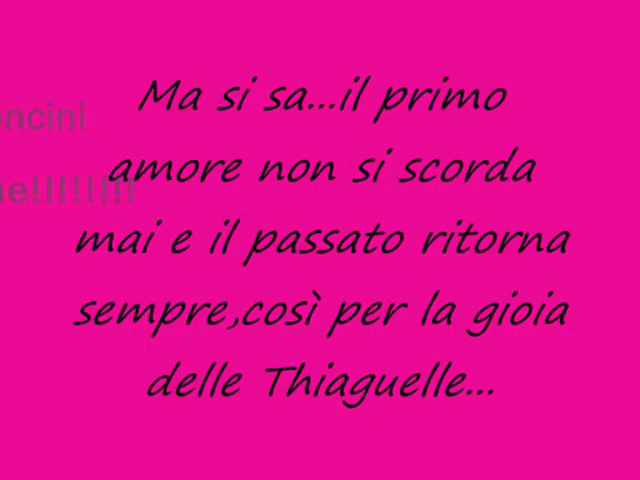 Ma si sa...il primo
amore non si scorda
mai e il passato ritorna
sempre,così per la gioia
delle Thiaguelle...